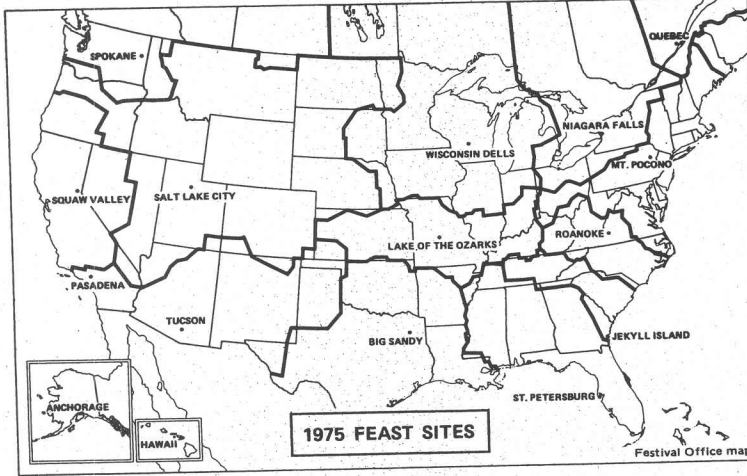 QUEBEC
SPOKANE
NIAGARA FALLS
WISCONSIN DELLS
MT. POCONO
SQUAW VALLEY
SALT LAKE CITY
ROANOKE
LAKE OF THE OZARKS
PASADENA
TUCSON
BIG SANDY
JEKYLL ISLAND
ST. PETERSBURG
ANCHORAGE
HAWAII
1975 FEAST SITES
Festival Office map